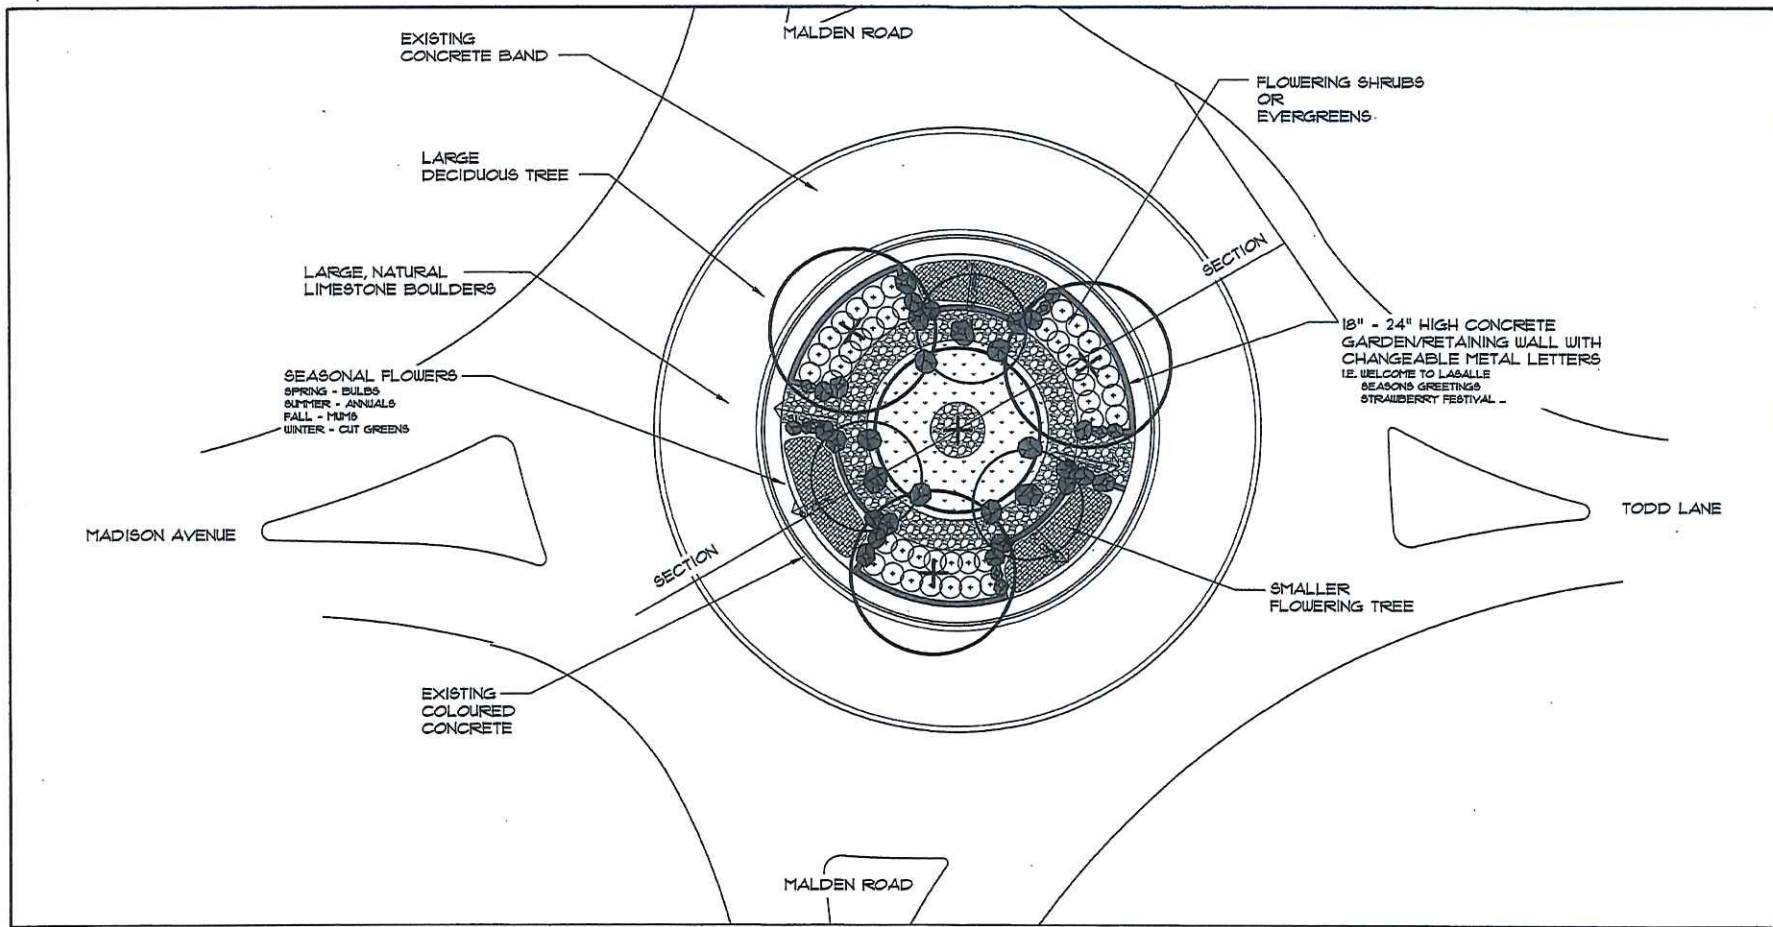 MALDEN ROAD
EXISTING
CONCRETE BAND
FLOWERING SHRUBS
OR
EVERGREENS
LARGE
DECIDUOUS TREE
SECTION
LARGE, NATURAL
LIMESTONE BOULDERS
18" - 24" HIGH CONCRETE
GARDEN/RETAINING WALL WITH
CHANGEABLE METAL LETTERS
I.E. WELCOME TO LASALLE
SEASONS GREETINGS
STRAWBERRY FESTIVAL ...
SEASONAL FLOWERS
SPRING - BULBS
SUMMER - ANNUALS
FALL - MUMS
WINTER - CUT GREENS
MADISON AVENUE
TODD LANE
SECTION
SMALLER
FLOWERING TREE
EXISTING
COLOURED
CONCRETE
MALDEN ROAD